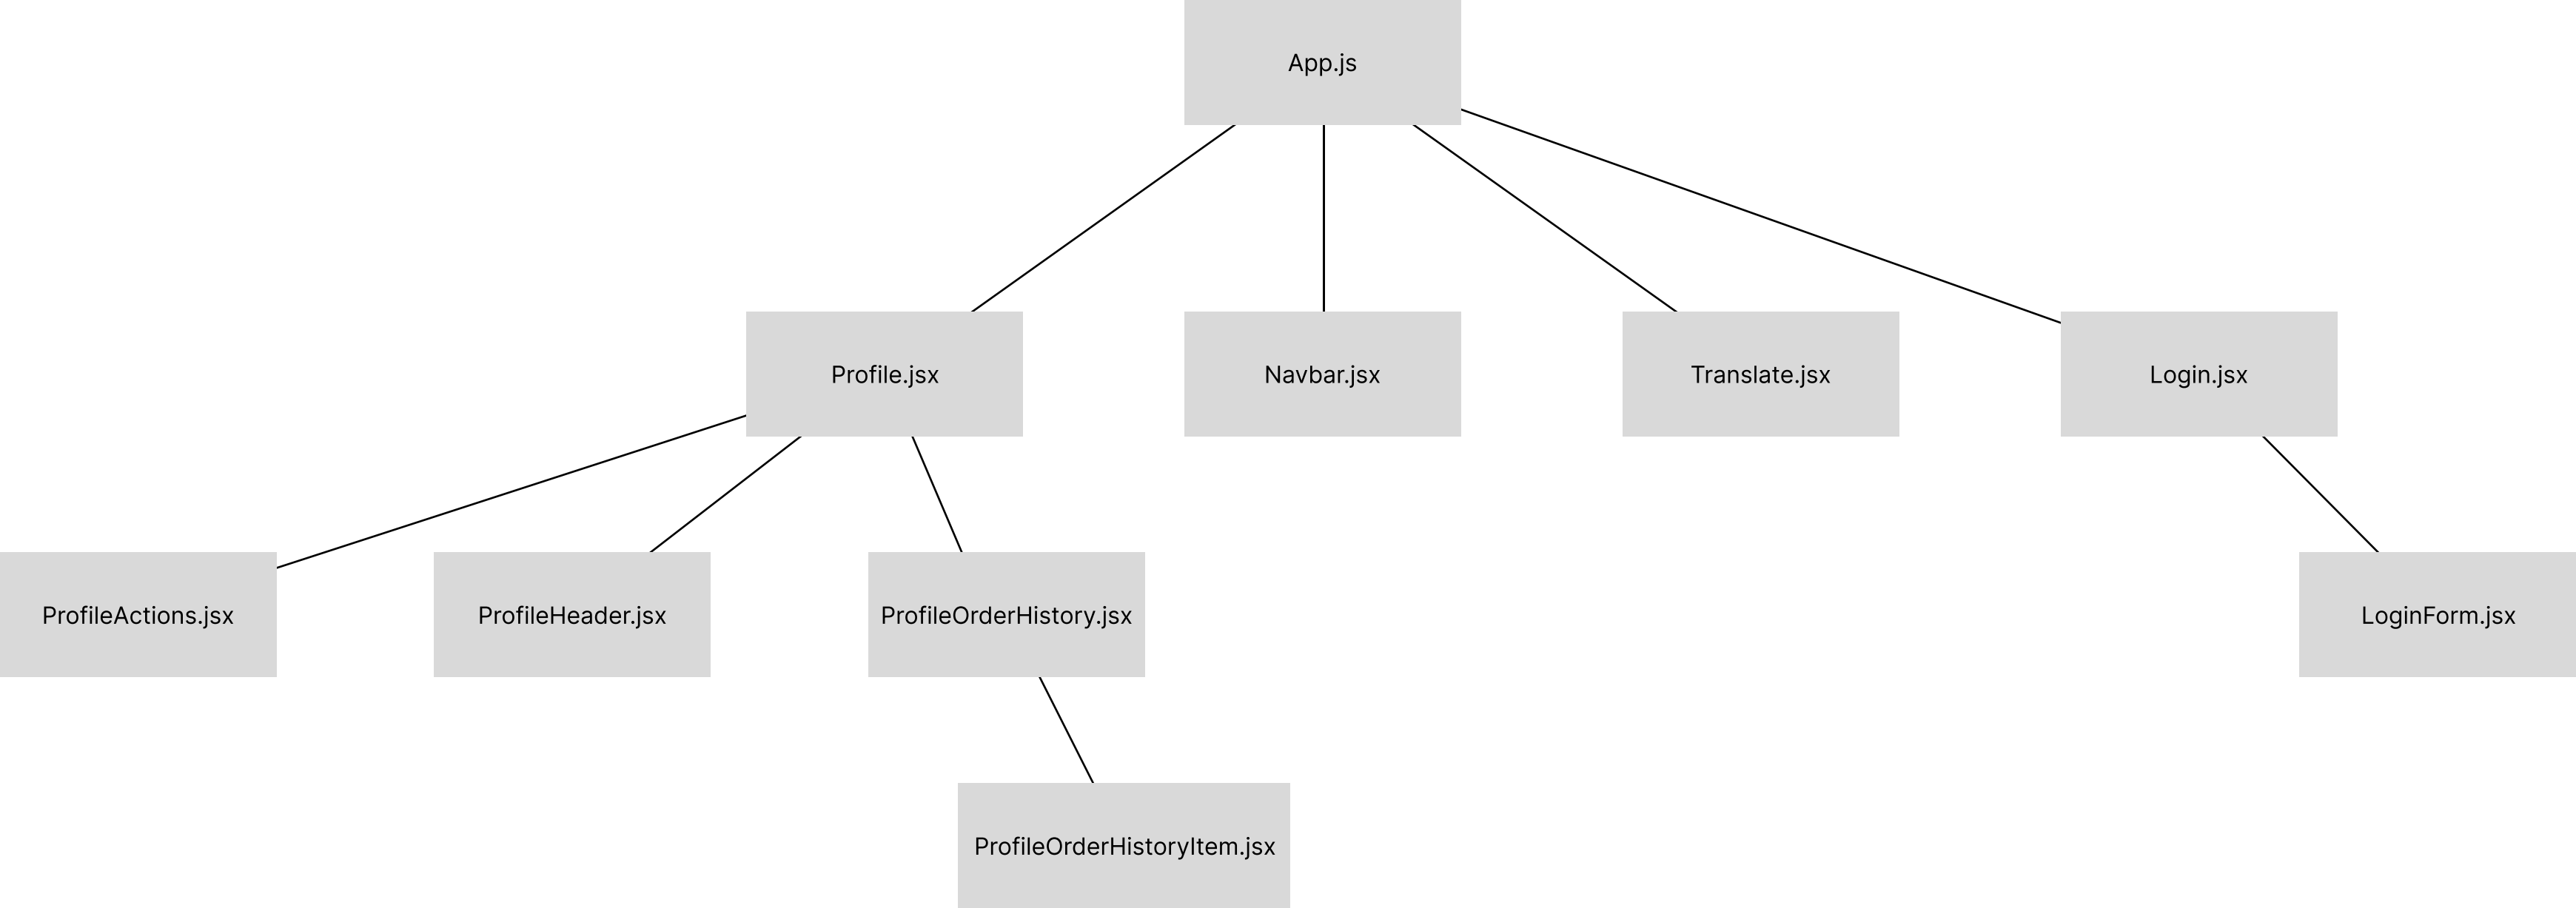 App.js
Profile.jsx
Navbar.jsx
Translate.jsx
Login.jsx
ProfileActions.jsx
ProfileHeader.jsx
ProfileOrderHistory.jsx
LoginForm.jsx
ProfileOrderHistoryItem.jsx